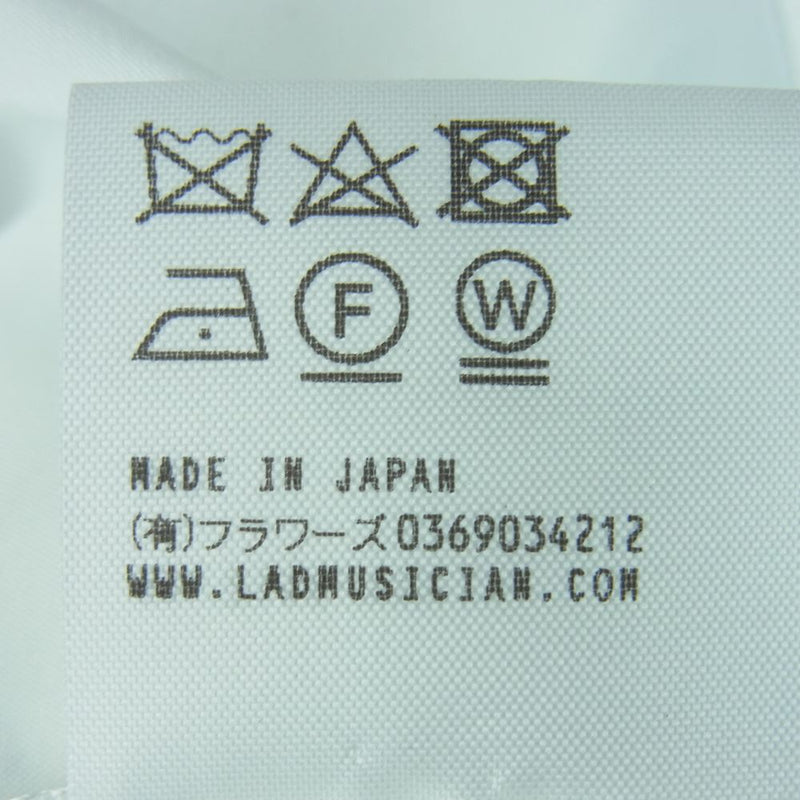 F W
MADE IN JAPAN
(有)フラワーズ0369034212
WWW.LADMUSICIAN.COM